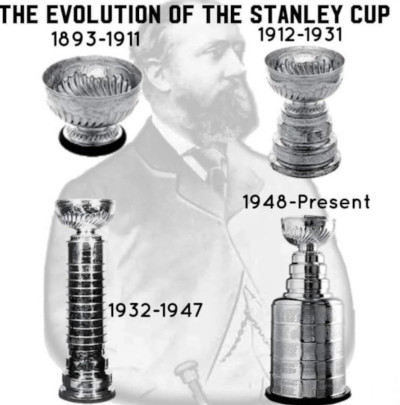 THE EVOLUTION OF THE STANLEY CUP
1893-1911
1912-1931
1948-Present
1932-1947